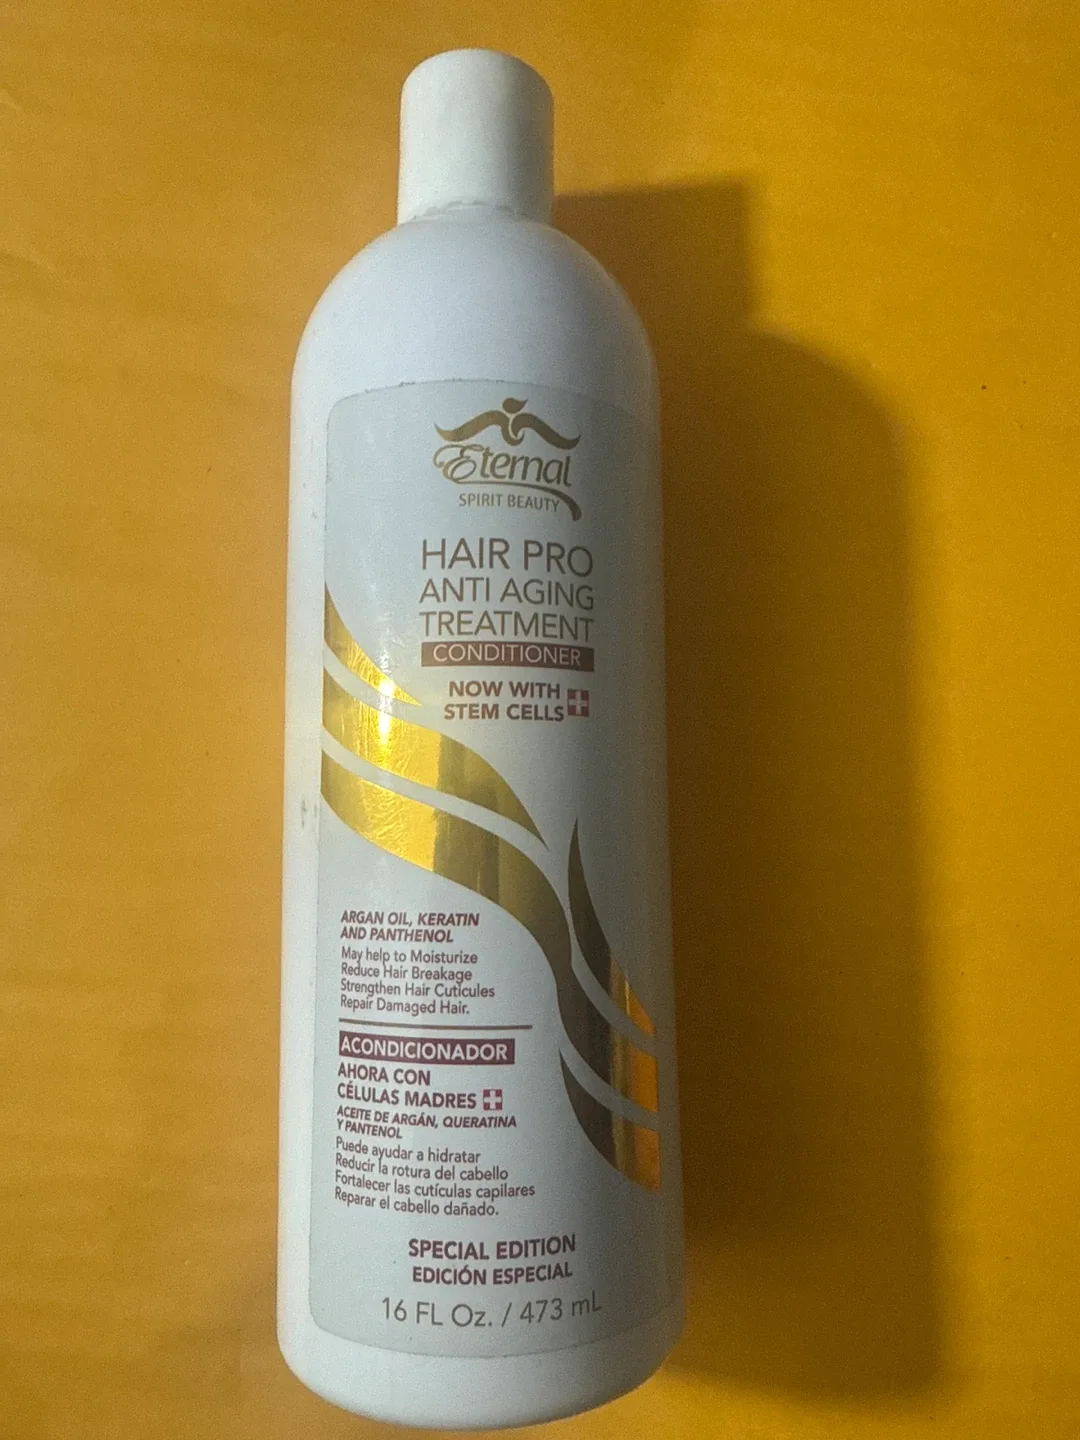 Eternal
SPIRIT BEAUTY
HAIR PRO
ANTI AGING
TREATMENT
CONDITIONER
NOW WITH
STEM CELLS
ARGAN OIL, KERATIN
AND PANTHENOL
May help to Moisturize
Reduce Hair Breakage
Strengthen Hair Cuticules
Repair Damaged Hair.
ACONDICIONADOR
AHORA CON
CÉLULAS MADRES
ACEITE DE ARGÁN, QUERATINA
Y PANTENOL
Puede ayudar a hidratar
Reducir la rotura del cabello
Fortalecer las cutículas capilares
Reparar el cabello dañado.
SPECIAL EDITION
EDICIÓN ESPECIAL
16 FL Oz. / 473 mL